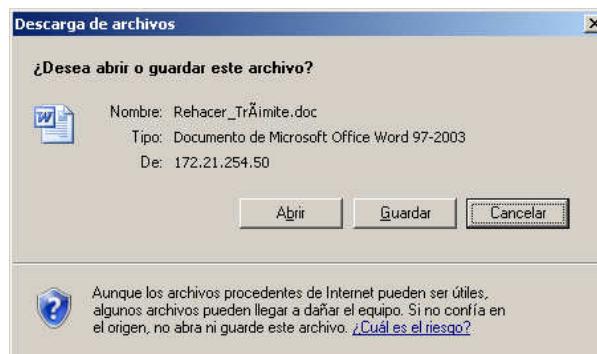 Descarga de archivos
¿Desea abrir o guardar este archivo?
Nombre: Rehacer_TrÃimite.doc
Tipo: Documento de Microsoft Office Word 97-2003
De: 172.21.254.50
Abrir Guardar Cancelar
Aunque los archivos procedentes de Internet pueden ser útiles,
algunos archivos pueden llegar a dañar el equipo. Si no confía en
el origen, no abra ni guarde este archivo. ¿Cuál es el riesgo?